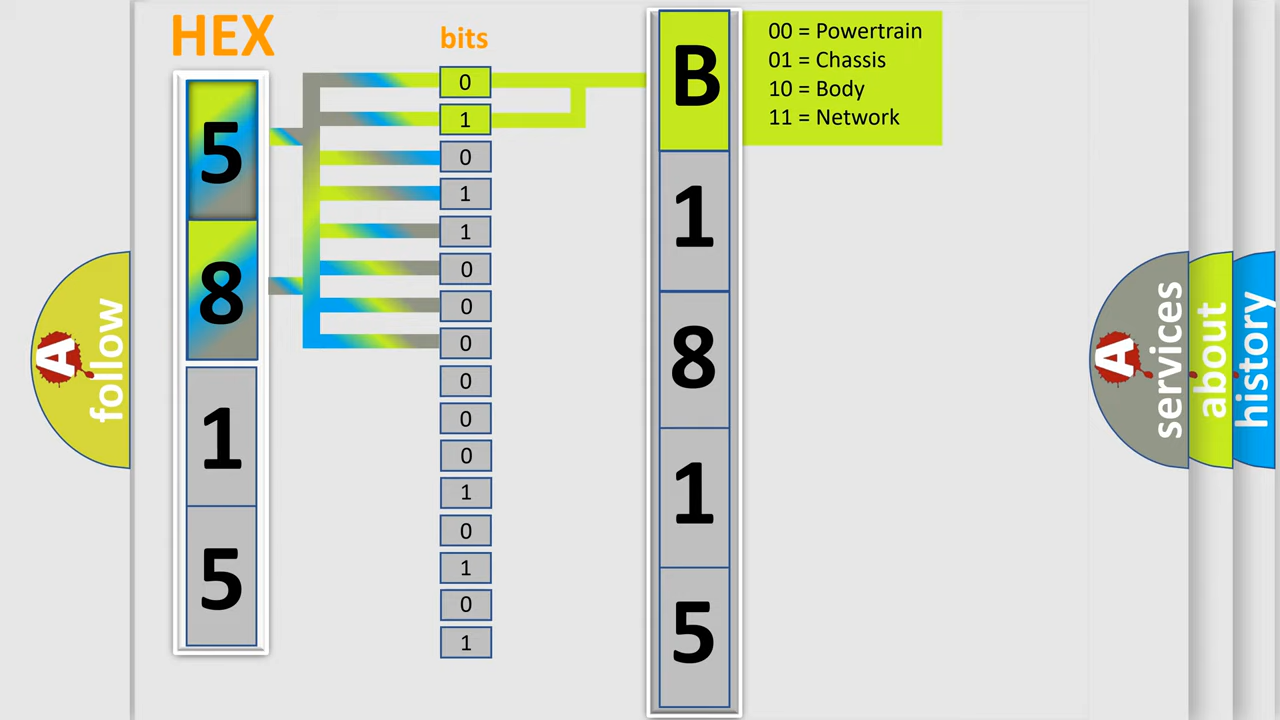 HEX
bits
5
8
1
5
0
1
0
1
1
0
0
0
0
0
0
1
0
1
0
1
B
1
8
1
5
00 = Powertrain
01 = Chassis
10 = Body
11 = Network
A
follow
A
services
about
history